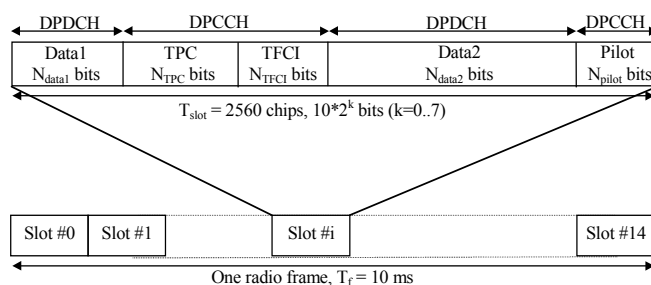 DPDCH DPCCH DPDCH DPCCH
Data1 TPC TFCI Data2 Pilot
N_data1 bits N_TPC bits N_TFCI bits N_data2 bits N_pilot bits
T_slot = 2560 chips, 10*2^k bits (k=0..7)
Slot #0 Slot #1 Slot #i Slot #14
One radio frame, T_f = 10 ms